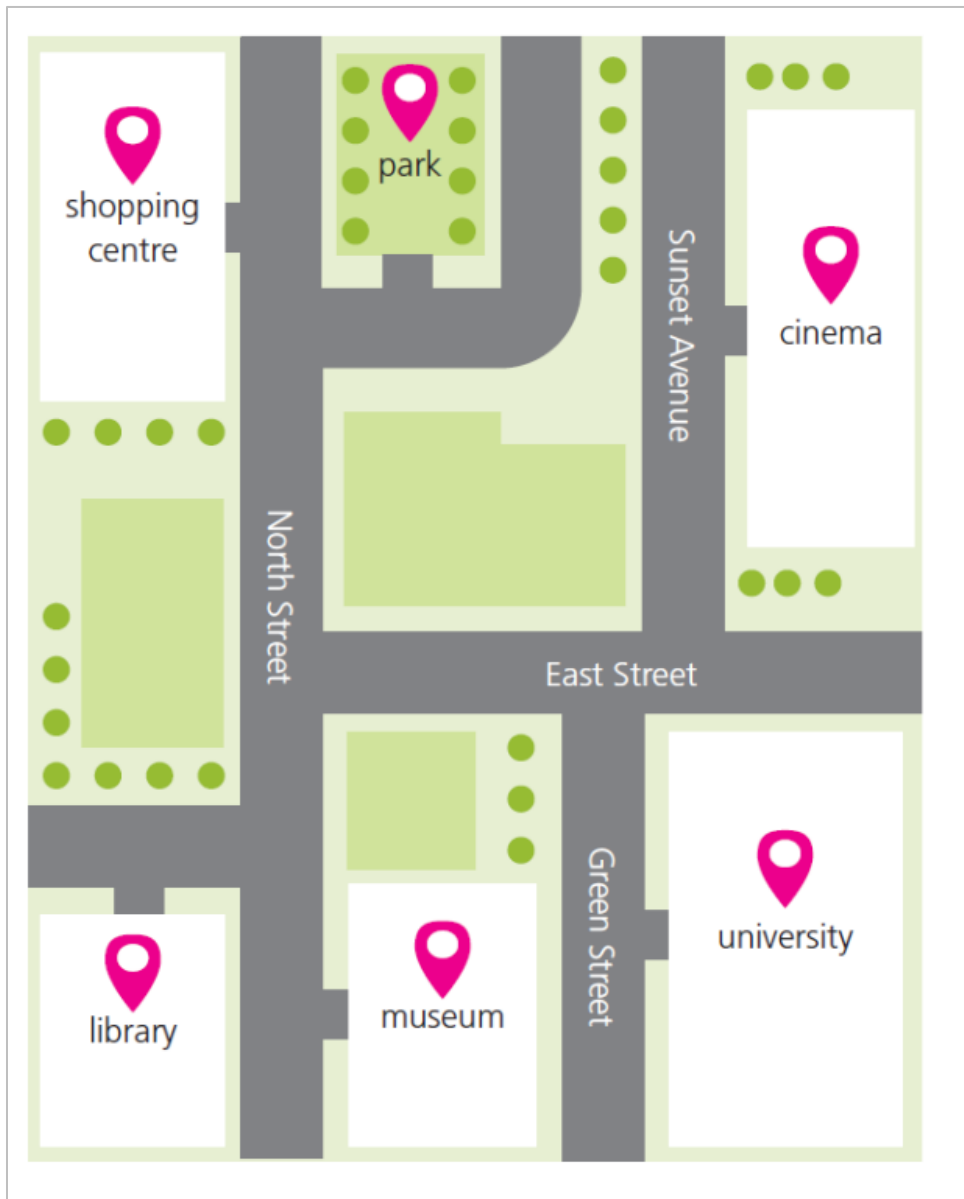 park
shopping
centre
Sunset Avenue
cinema
North Street
East Street
Green Street
university
museum
library